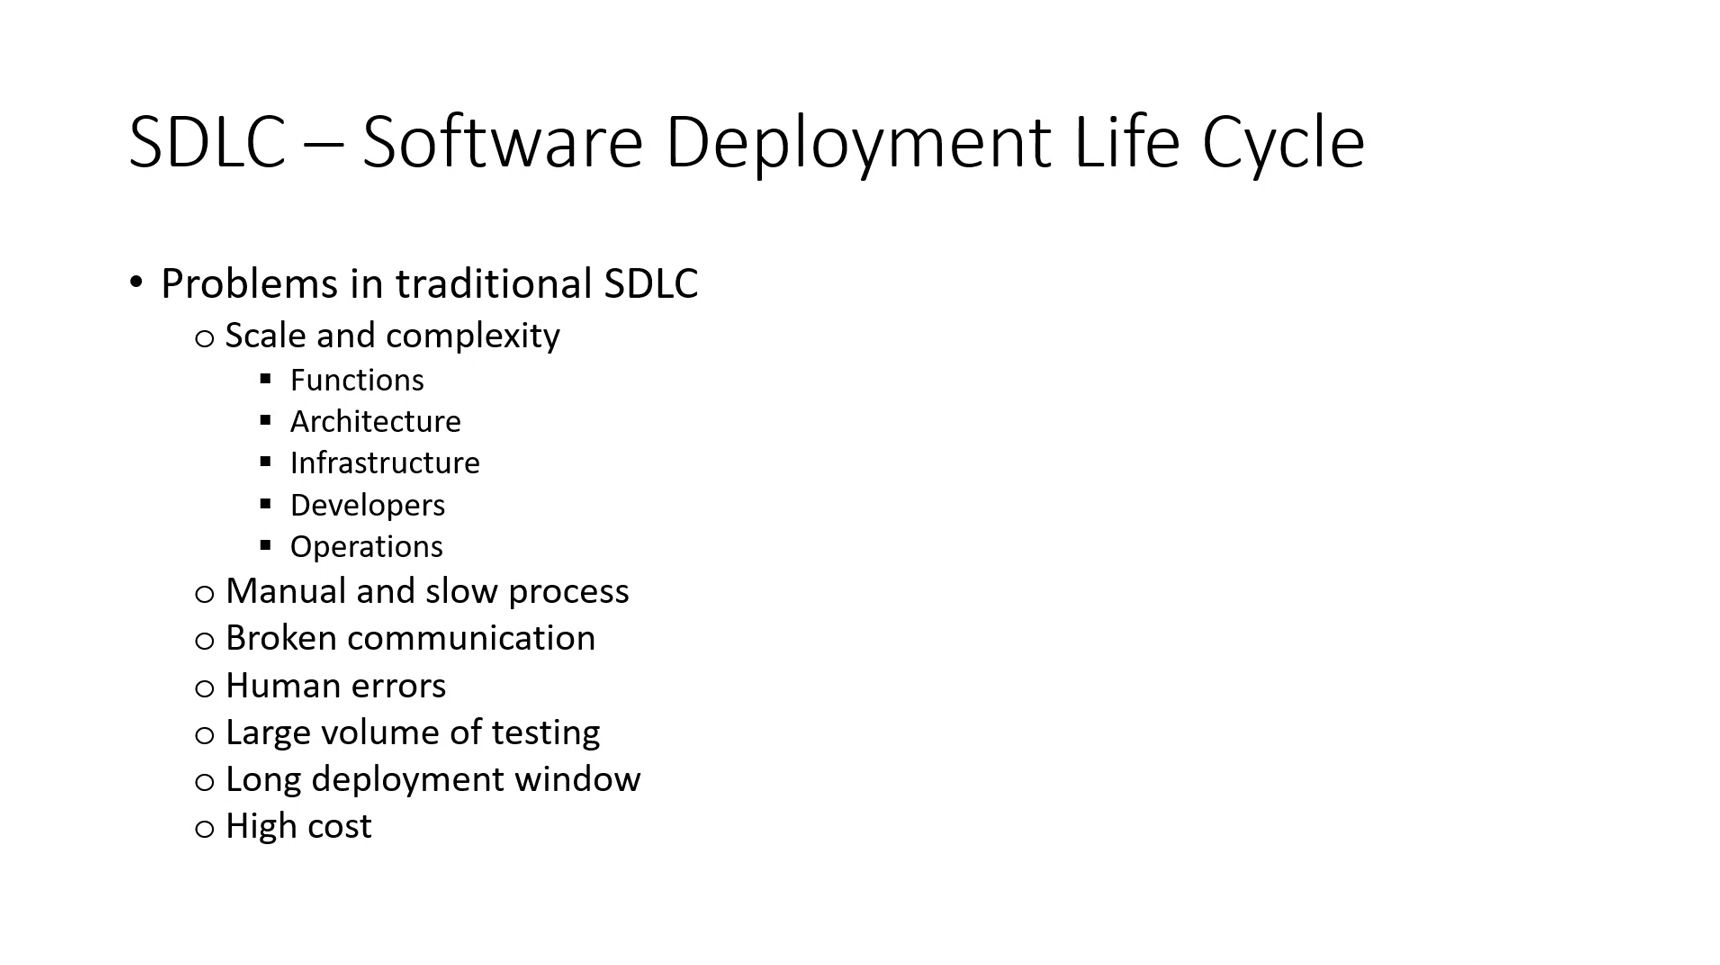 SDLC – Software Deployment Life Cycle
• Problems in traditional SDLC
o Scale and complexity
▪ Functions
▪ Architecture
▪ Infrastructure
▪ Developers
▪ Operations
o Manual and slow process
o Broken communication
o Human errors
o Large volume of testing
o Long deployment window
o High cost